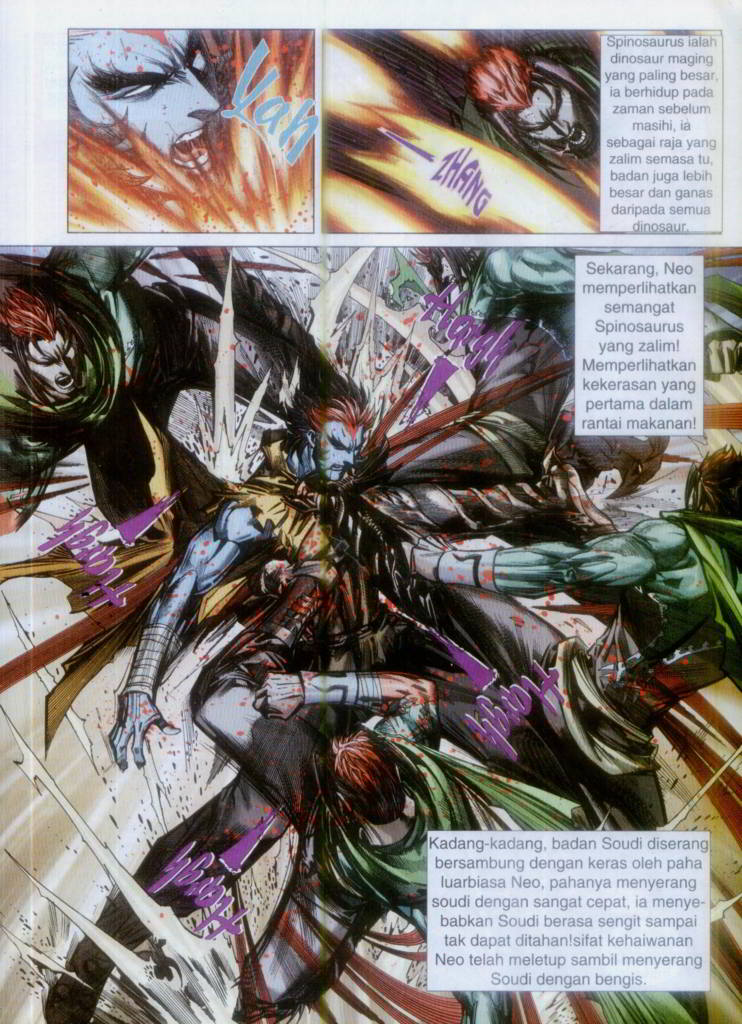 Yah
ZHANG
Spinosaurus ialah
dinosaur maging
yang paling besar,
ia berhidup pada
zaman sebelum
masihi, ia
sebagai raja yang
zalim semasa tu,
badan juga lebih
besar dan ganas
daripada semua
dinosaur.
Sekarang, Neo
memperlihatkan
semangat
Spinosaurus
yang zalim!
Memperlihatkan
kekerasan yang
pertama dalam
rantai makanan!
Kadang-kadang, badan Soudi diserang
bersambung dengan keras oleh paha
luarbiasa Neo, pahanya menyerang
soudi dengan sangat cepat, ia menye-
babkan Soudi berasa sengit sampai
tak dapat ditahan!sifat kehaiwanan
Neo telah meletup sambil menyerang
Soudi dengan bengis.